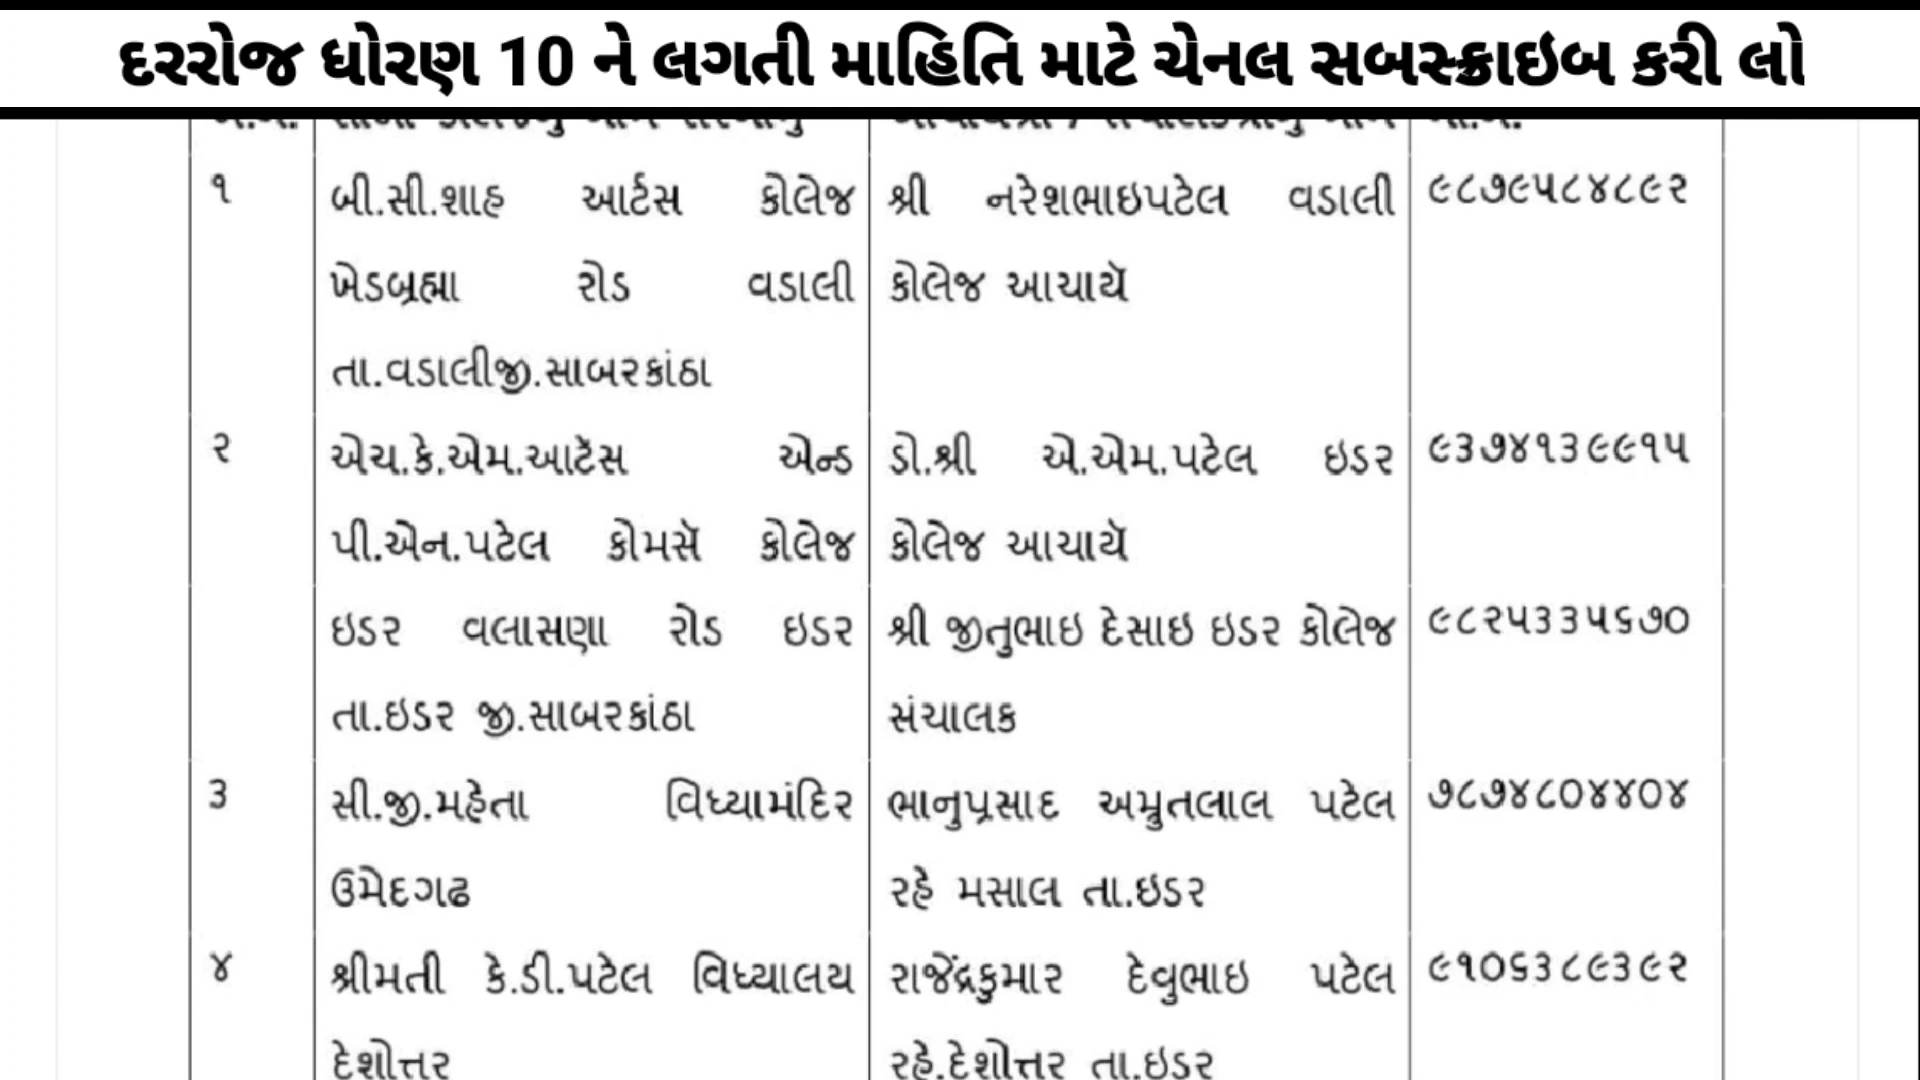 દરરોજ ધોરણ 10 ને લગતી માહિતિ માટે ચેનલ સબસ્ક્રાઇબ કરી લો
૧ બી.સી.શાહ આર્ટસ કોલેજ શ્રી નરેશભાઇપટેલ વડાલી ૯૮૭૯૫૮૪૮૯૨
ખેડબ્રહ્મા રોડ વડાલી કોલેજ આચાર્ય
તા.વડાલીજી.સાબરકાંઠા
૨ એચ.કે.એમ.આર્ટસ એન્ડ ડો.શ્રી એ.એમ.પટેલ ઇડર ૯૩૭૪૧૩૯૯૧૫
પી.એન.પટેલ કોમર્સ કોલેજ કોલેજ આચાર્ય
ઇડર વલાસણા રોડ ઇડર શ્રી જીતુભાઇ દેસાઇ ઇડર કોલેજ ૯૮૨૫૩૩૫૬૭૦
તા.ઇડર જી.સાબરકાંઠા સંચાલક
૩ સી.જી.મહેતા વિધ્યામંદિર ભાનુપ્રસાદ અમ્રુતલાલ પટેલ ૭૮૭૪૮૦૪૪૦૪
ઉમેદગઢ રહે મસાલ તા.ઇડર
૪ શ્રીમતી કે.ડી.પટેલ વિધ્યાલય રાજેંદ્રકુમાર દેવુભાઇ પટેલ ૯૧૦૬૩૮૯૩૯૨
દેશોત્તર રહે.દેશોત્તર તા.ઇડર